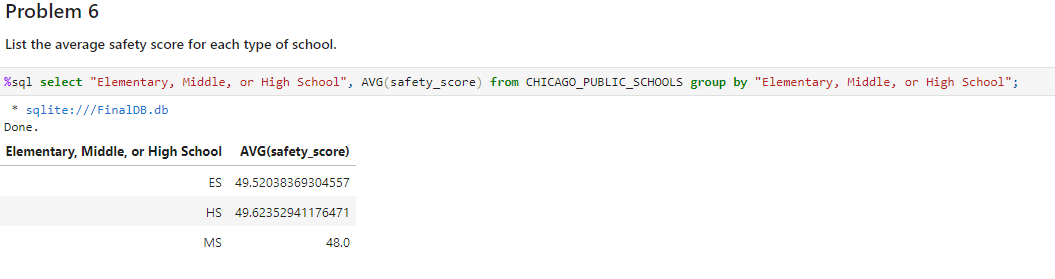 Problem 6
List the average safety score for each type of school.
%sql select "Elementary, Middle, or High School", AVG(safety_score) from CHICAGO_PUBLIC_SCHOOLS group by "Elementary, Middle, or High School";
* sqlite:///FinalDB.db
Done.
Elementary, Middle, or High School AVG(safety_score)
ES 49.52038369304557
HS 49.62352941176471
MS 48.0